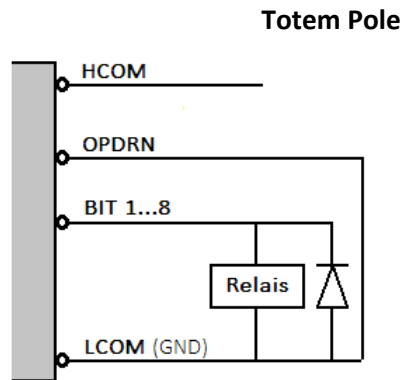 Totem Pole
HCOM
OPDRN
BIT 1...8
Relais
LCOM (GND)